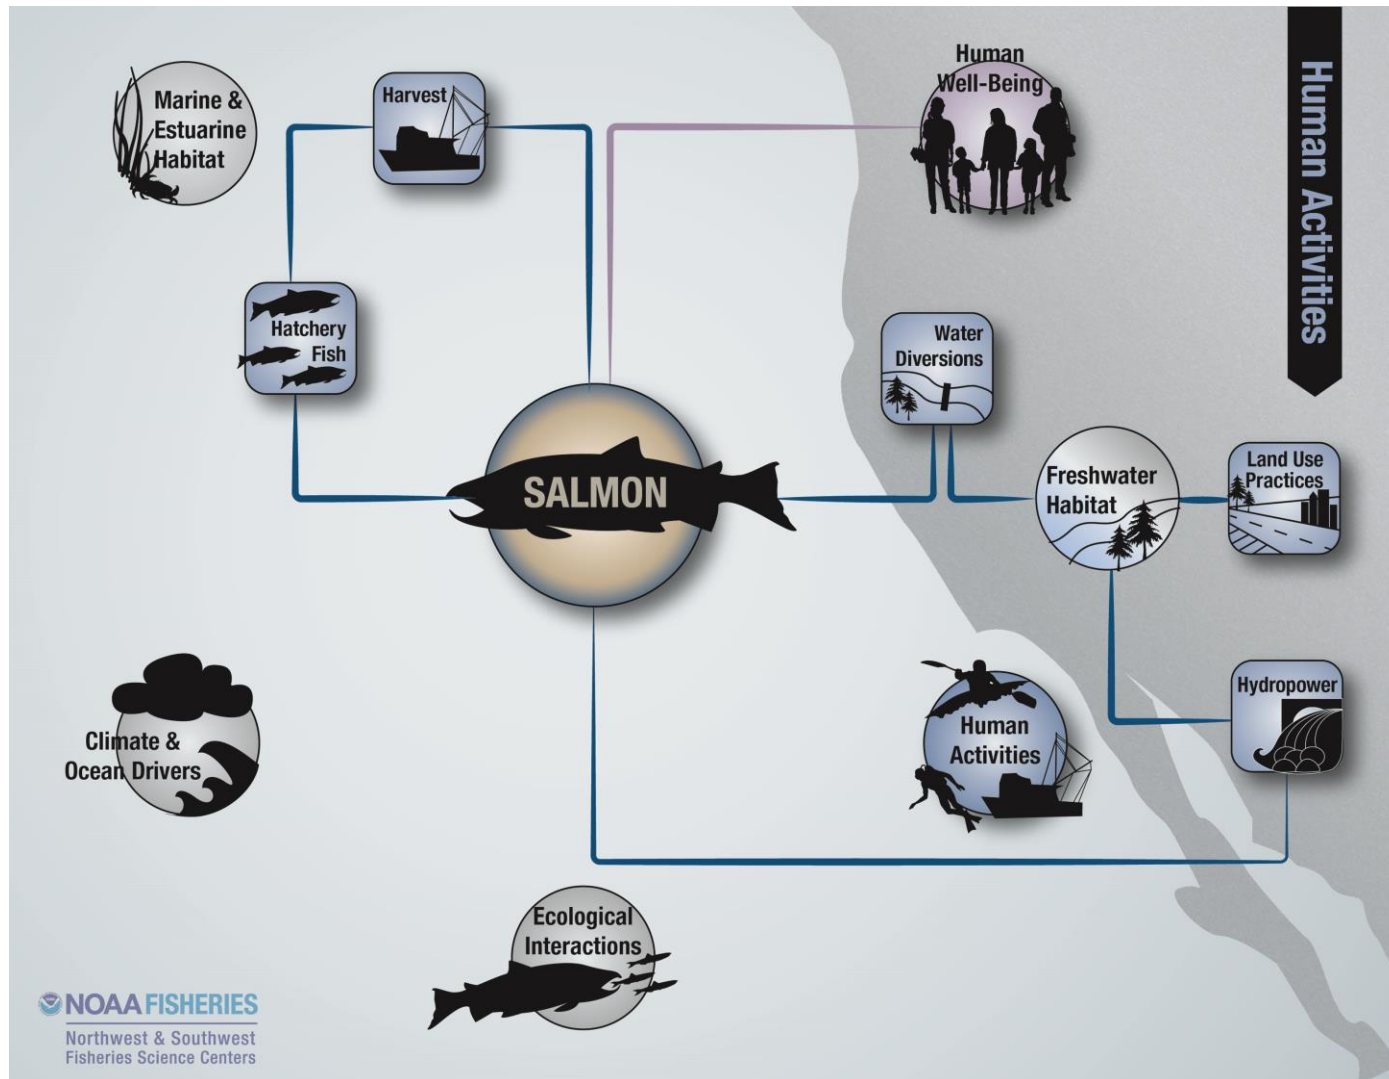 Human
Well-Being
Human Activities
Marine &
Estuarine
Habitat
Harvest
Hatchery
Fish
Water
Diversions
SALMON
Freshwater
Habitat
Land Use
Practices
Climate &
Ocean Drivers
Human
Activities
Hydropower
Ecological
Interactions
NOAA FISHERIES
Northwest & Southwest
Fisheries Science Centers